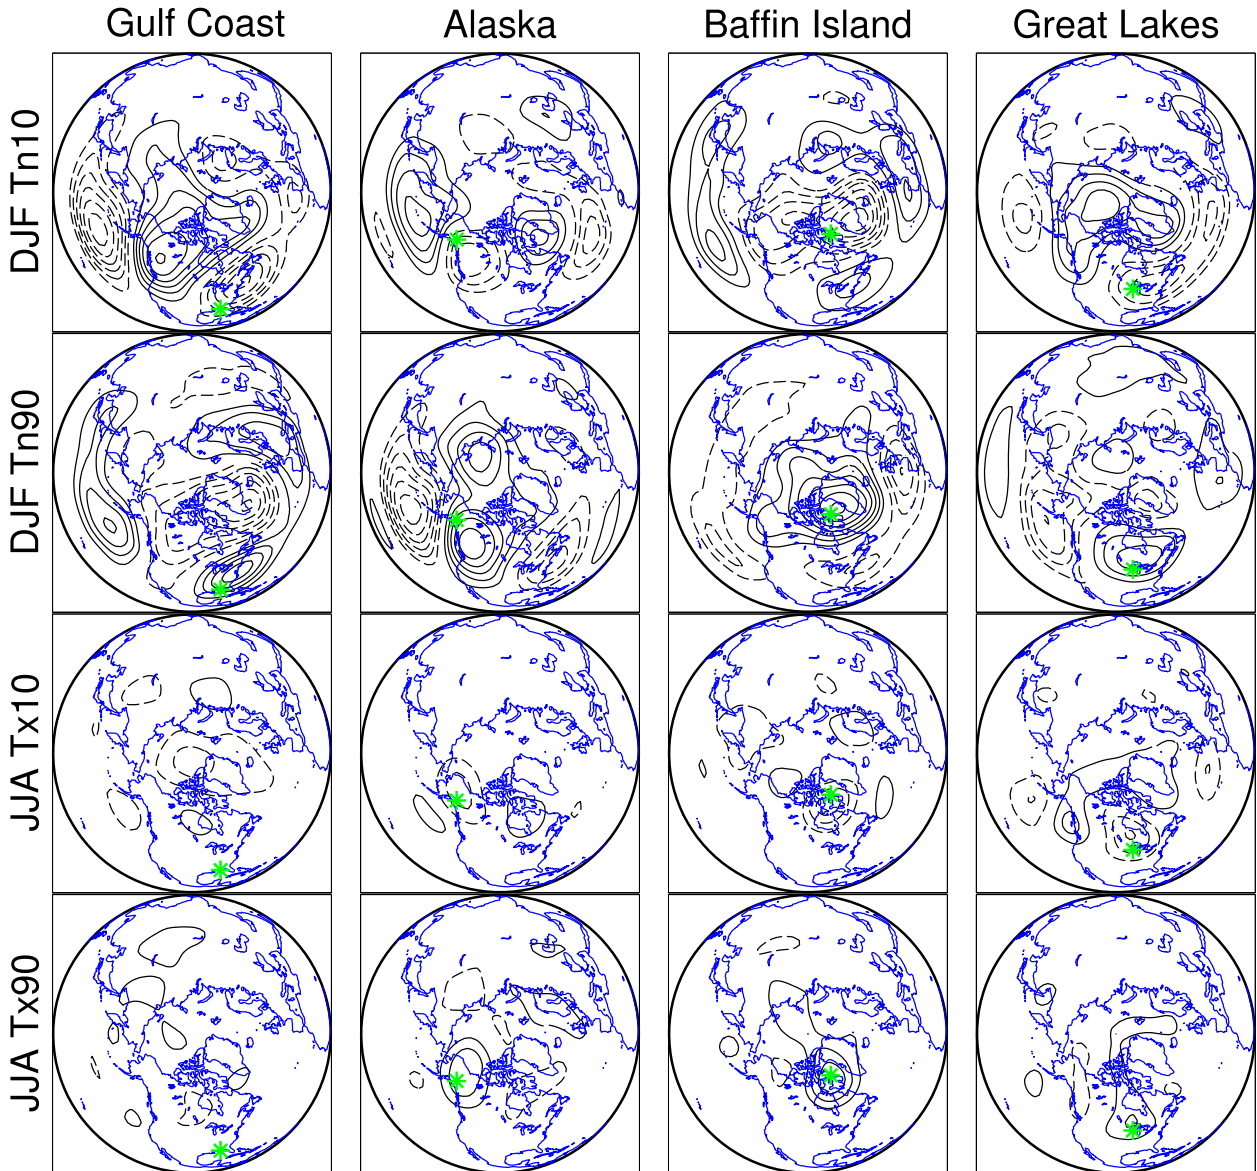 Gulf Coast Alaska Baffin Island Great Lakes
DJF Tn10
DJF Tn90
JJA Tx10
JJA Tx90